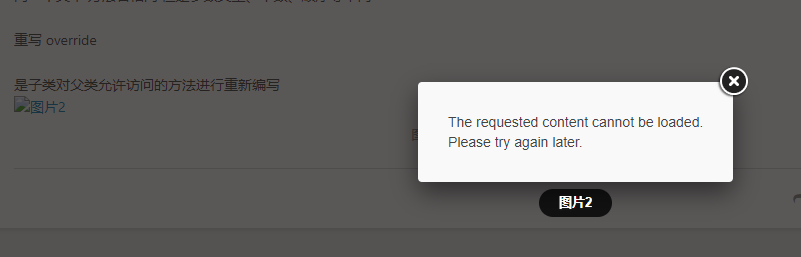 重写 override
是子类对父类允许访问的方法进行重新编写
图片2
The requested content cannot be loaded.
Please try again later.
图片2